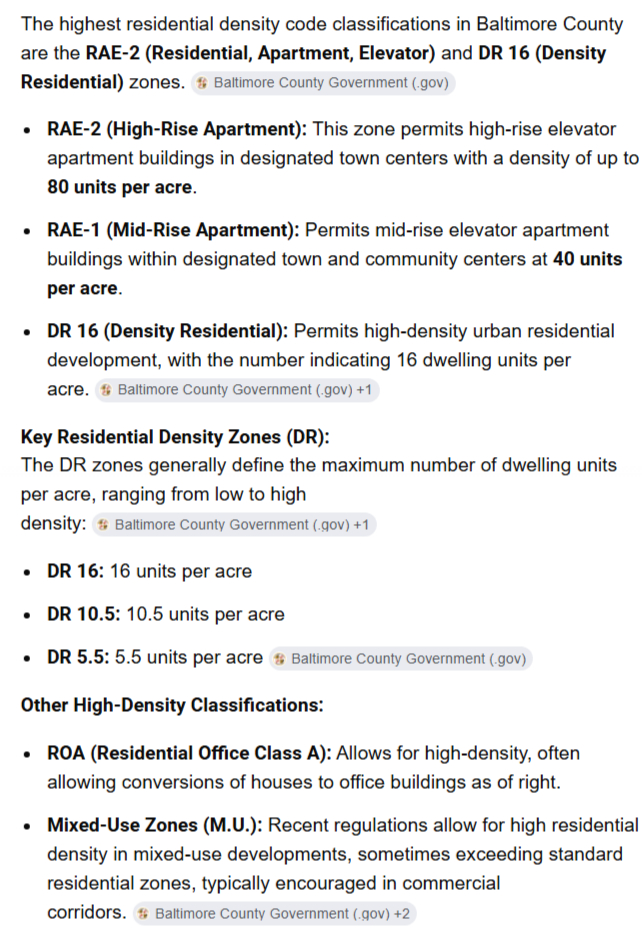 The highest residential density code classifications in Baltimore County
are the RAE-2 (Residential, Apartment, Elevator) and DR 16 (Density
Residential) zones. Baltimore County Government (.gov)
• RAE-2 (High-Rise Apartment): This zone permits high-rise elevator
apartment buildings in designated town centers with a density of up to
80 units per acre.
• RAE-1 (Mid-Rise Apartment): Permits mid-rise elevator apartment
buildings within designated town and community centers at 40 units
per acre.
• DR 16 (Density Residential): Permits high-density urban residential
development, with the number indicating 16 dwelling units per
acre. Baltimore County Government (.gov) +1
Key Residential Density Zones (DR):
The DR zones generally define the maximum number of dwelling units
per acre, ranging from low to high
density: Baltimore County Government (.gov) +1
• DR 16: 16 units per acre
• DR 10.5: 10.5 units per acre
• DR 5.5: 5.5 units per acre Baltimore County Government (.gov)
Other High-Density Classifications:
• ROA (Residential Office Class A): Allows for high-density, often
allowing conversions of houses to office buildings as of right.
• Mixed-Use Zones (M.U.): Recent regulations allow for high residential
density in mixed-use developments, sometimes exceeding standard
residential zones, typically encouraged in commercial
corridors. Baltimore County Government (.gov) +2